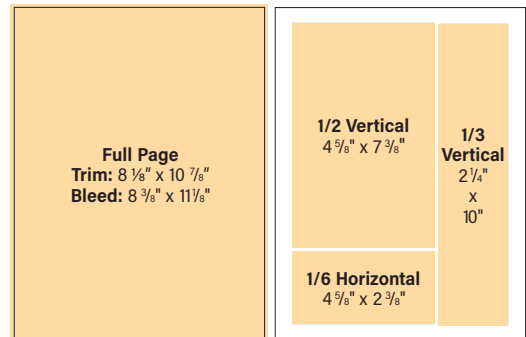 Full Page
Trim: 8 ⅛" x 10 ⅞"
Bleed: 8 ⅜" x 11⅛"
1/2 Vertical
4 ⅝" x 7 ⅜"
1/3
Vertical
2 ¼"
x
10"
1/6 Horizontal
4 ⅝" x 2 ⅜"